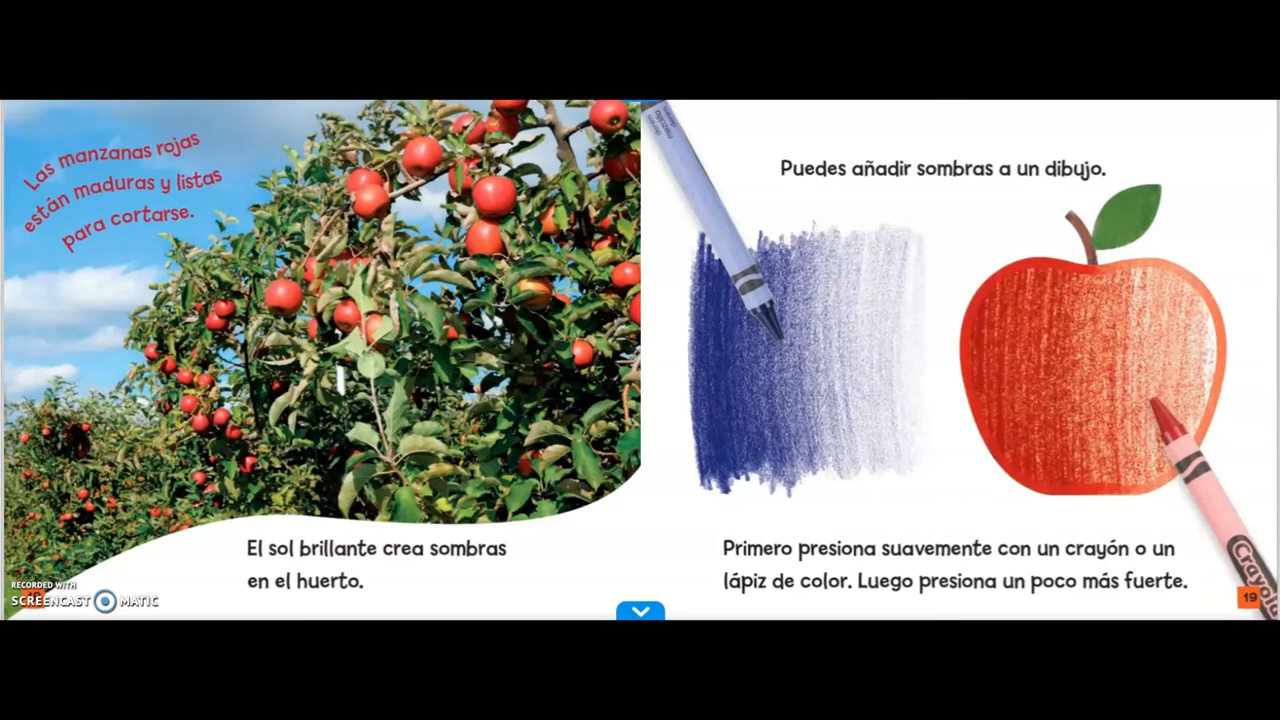 Las manzanas rojas
están maduras y listas
para cortarse.
El sol brillante crea sombras
en el huerto.
RECORDED WITH
SCREENCAST MATIC
Puedes añadir sombras a un dibujo.
Primero presiona suavemente con un crayón o un
lápiz de color. Luego presiona un poco más fuerte.
Crayola
19